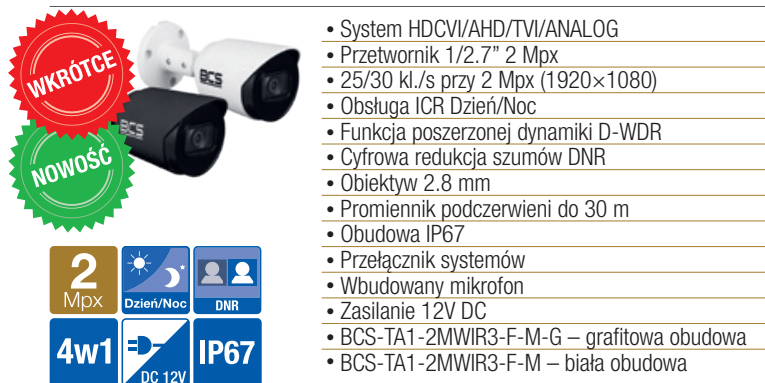 WKRÓTCE
NOWOŚĆ
BCS
BCS
2
Mpx
Dzień/Noc
DNR
4w1
DC 12V
IP67
• System HDCVI/AHD/TVI/ANALOG
• Przetwornik 1/2.7” 2 Mpx
• 25/30 kl./s przy 2 Mpx (1920×1080)
• Obsługa ICR Dzień/Noc
• Funkcja poszerzonej dynamiki D-WDR
• Cyfrowa redukcja szumów DNR
• Obiektyw 2.8 mm
• Promiennik podczerwieni do 30 m
• Obudowa IP67
• Przełącznik systemów
• Wbudowany mikrofon
• Zasilanie 12V DC
• BCS-TA1-2MWIR3-F-M-G – grafitowa obudowa
• BCS-TA1-2MWIR3-F-M – biała obudowa